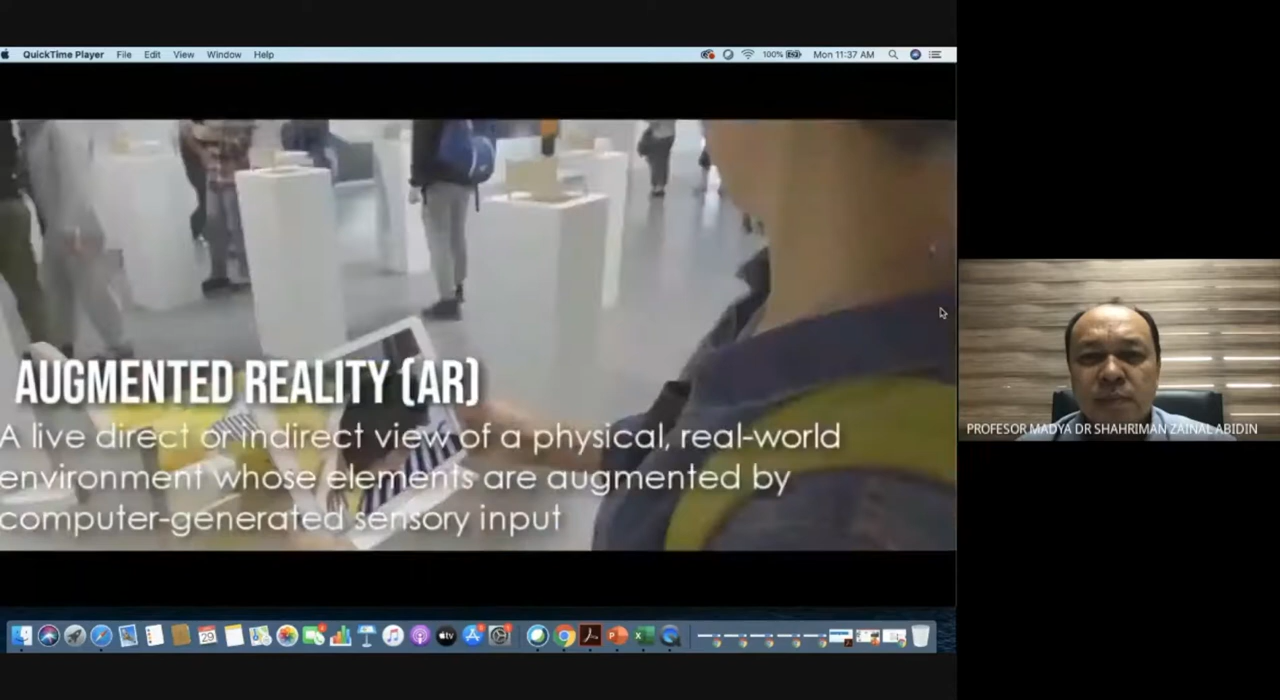 QuickTime Player File Edit View Window Help 100% Mon 11:37 AM
AUGMENTED REALITY (AR)
A live direct or indirect view of a physical, real-world
environment whose elements are augmented by
computer-generated sensory input
PROFESOR MADYA DR SHAHRIMAN ZAINAL ABIDIN